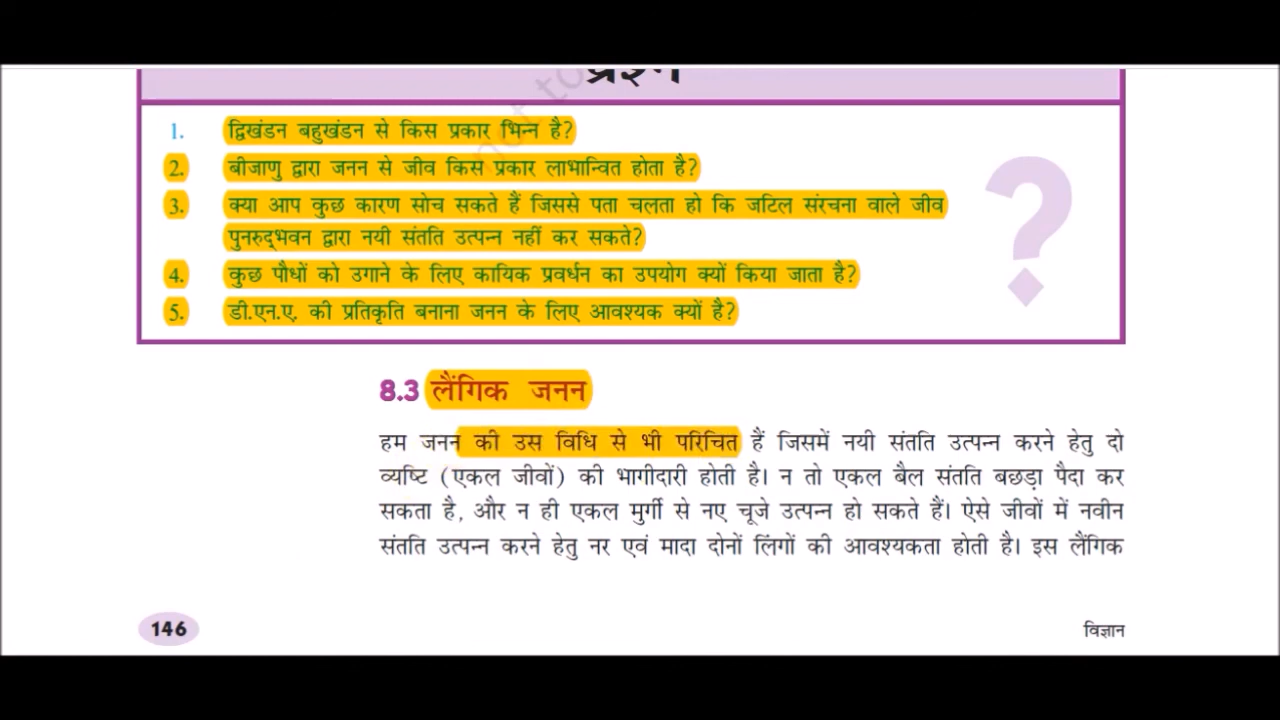 प्रश्न
not to
1. द्विखंडन बहुखंडन से किस प्रकार भिन्न है?
2. बीजाणु द्वारा जनन से जीव किस प्रकार लाभान्वित होता है?
3. क्या आप कुछ कारण सोच सकते हैं जिससे पता चलता हो कि जटिल संरचना वाले जीव
पुनरुद्भवन द्वारा नयी संतति उत्पन्न नहीं कर सकते?
4. कुछ पौधों को उगाने के लिए कायिक प्रवर्धन का उपयोग क्यों किया जाता है?
5. डी.एन.ए. की प्रतिकृति बनाना जनन के लिए आवश्यक क्यों है?
?
8.3 लैंगिक जनन
हम जनन की उस विधि से भी परिचित हैं जिसमें नयी संतति उत्पन्न करने हेतु दो
व्यष्टि (एकल जीवों) की भागीदारी होती है। न तो एकल बैल संतति बछड़ा पैदा कर
सकता है, और न ही एकल मुर्गी से नए चूजे उत्पन्न हो सकते हैं। ऐसे जीवों में नवीन
संतति उत्पन्न करने हेतु नर एवं मादा दोनों लिंगों की आवश्यकता होती है। इस लैंगिक
146
विज्ञान